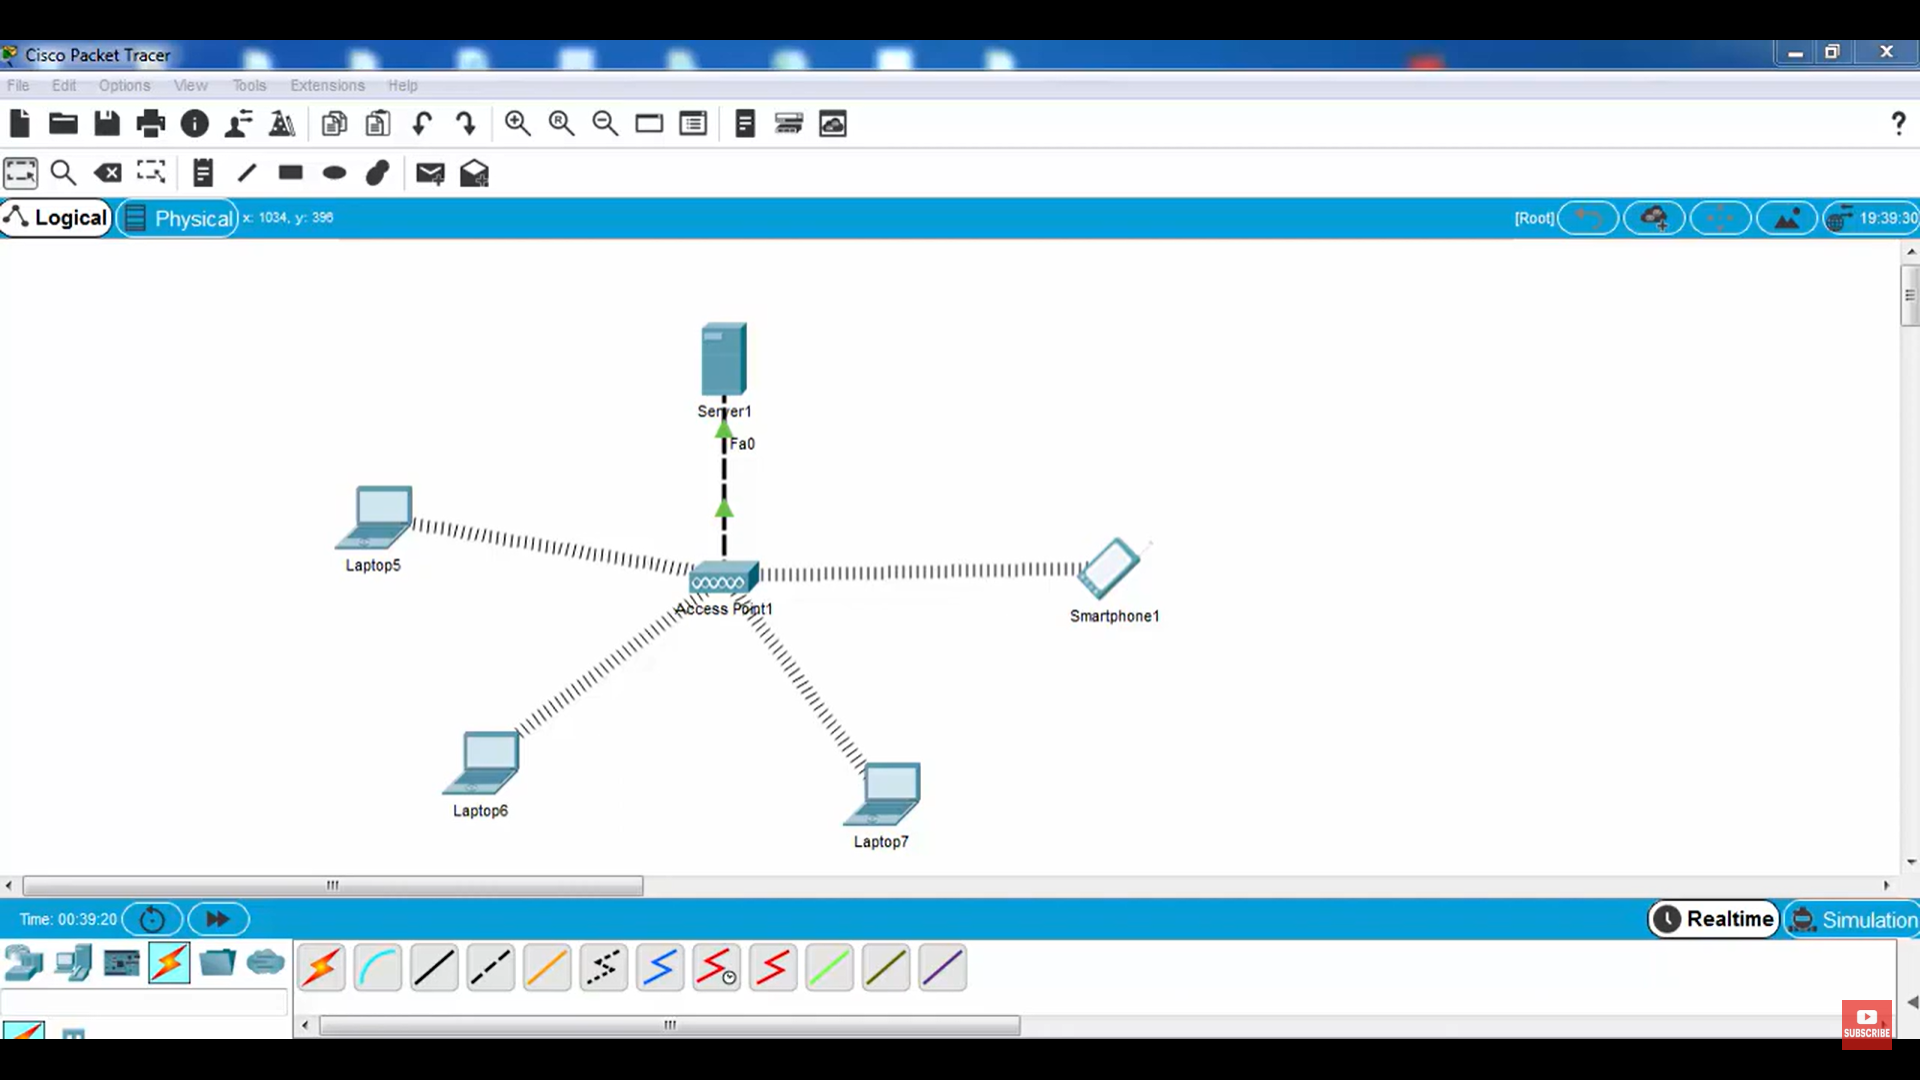 Cisco Packet Tracer
File Edit Options View Tools Extensions Help
?
Logical Physical x: 1034, y: 396 [Root] 19:39:30
Server1
Fa0
Laptop5
Access Point1
Smartphone1
Laptop6
Laptop7
Time: 00:39:20 Realtime Simulation
SUBSCRIBE